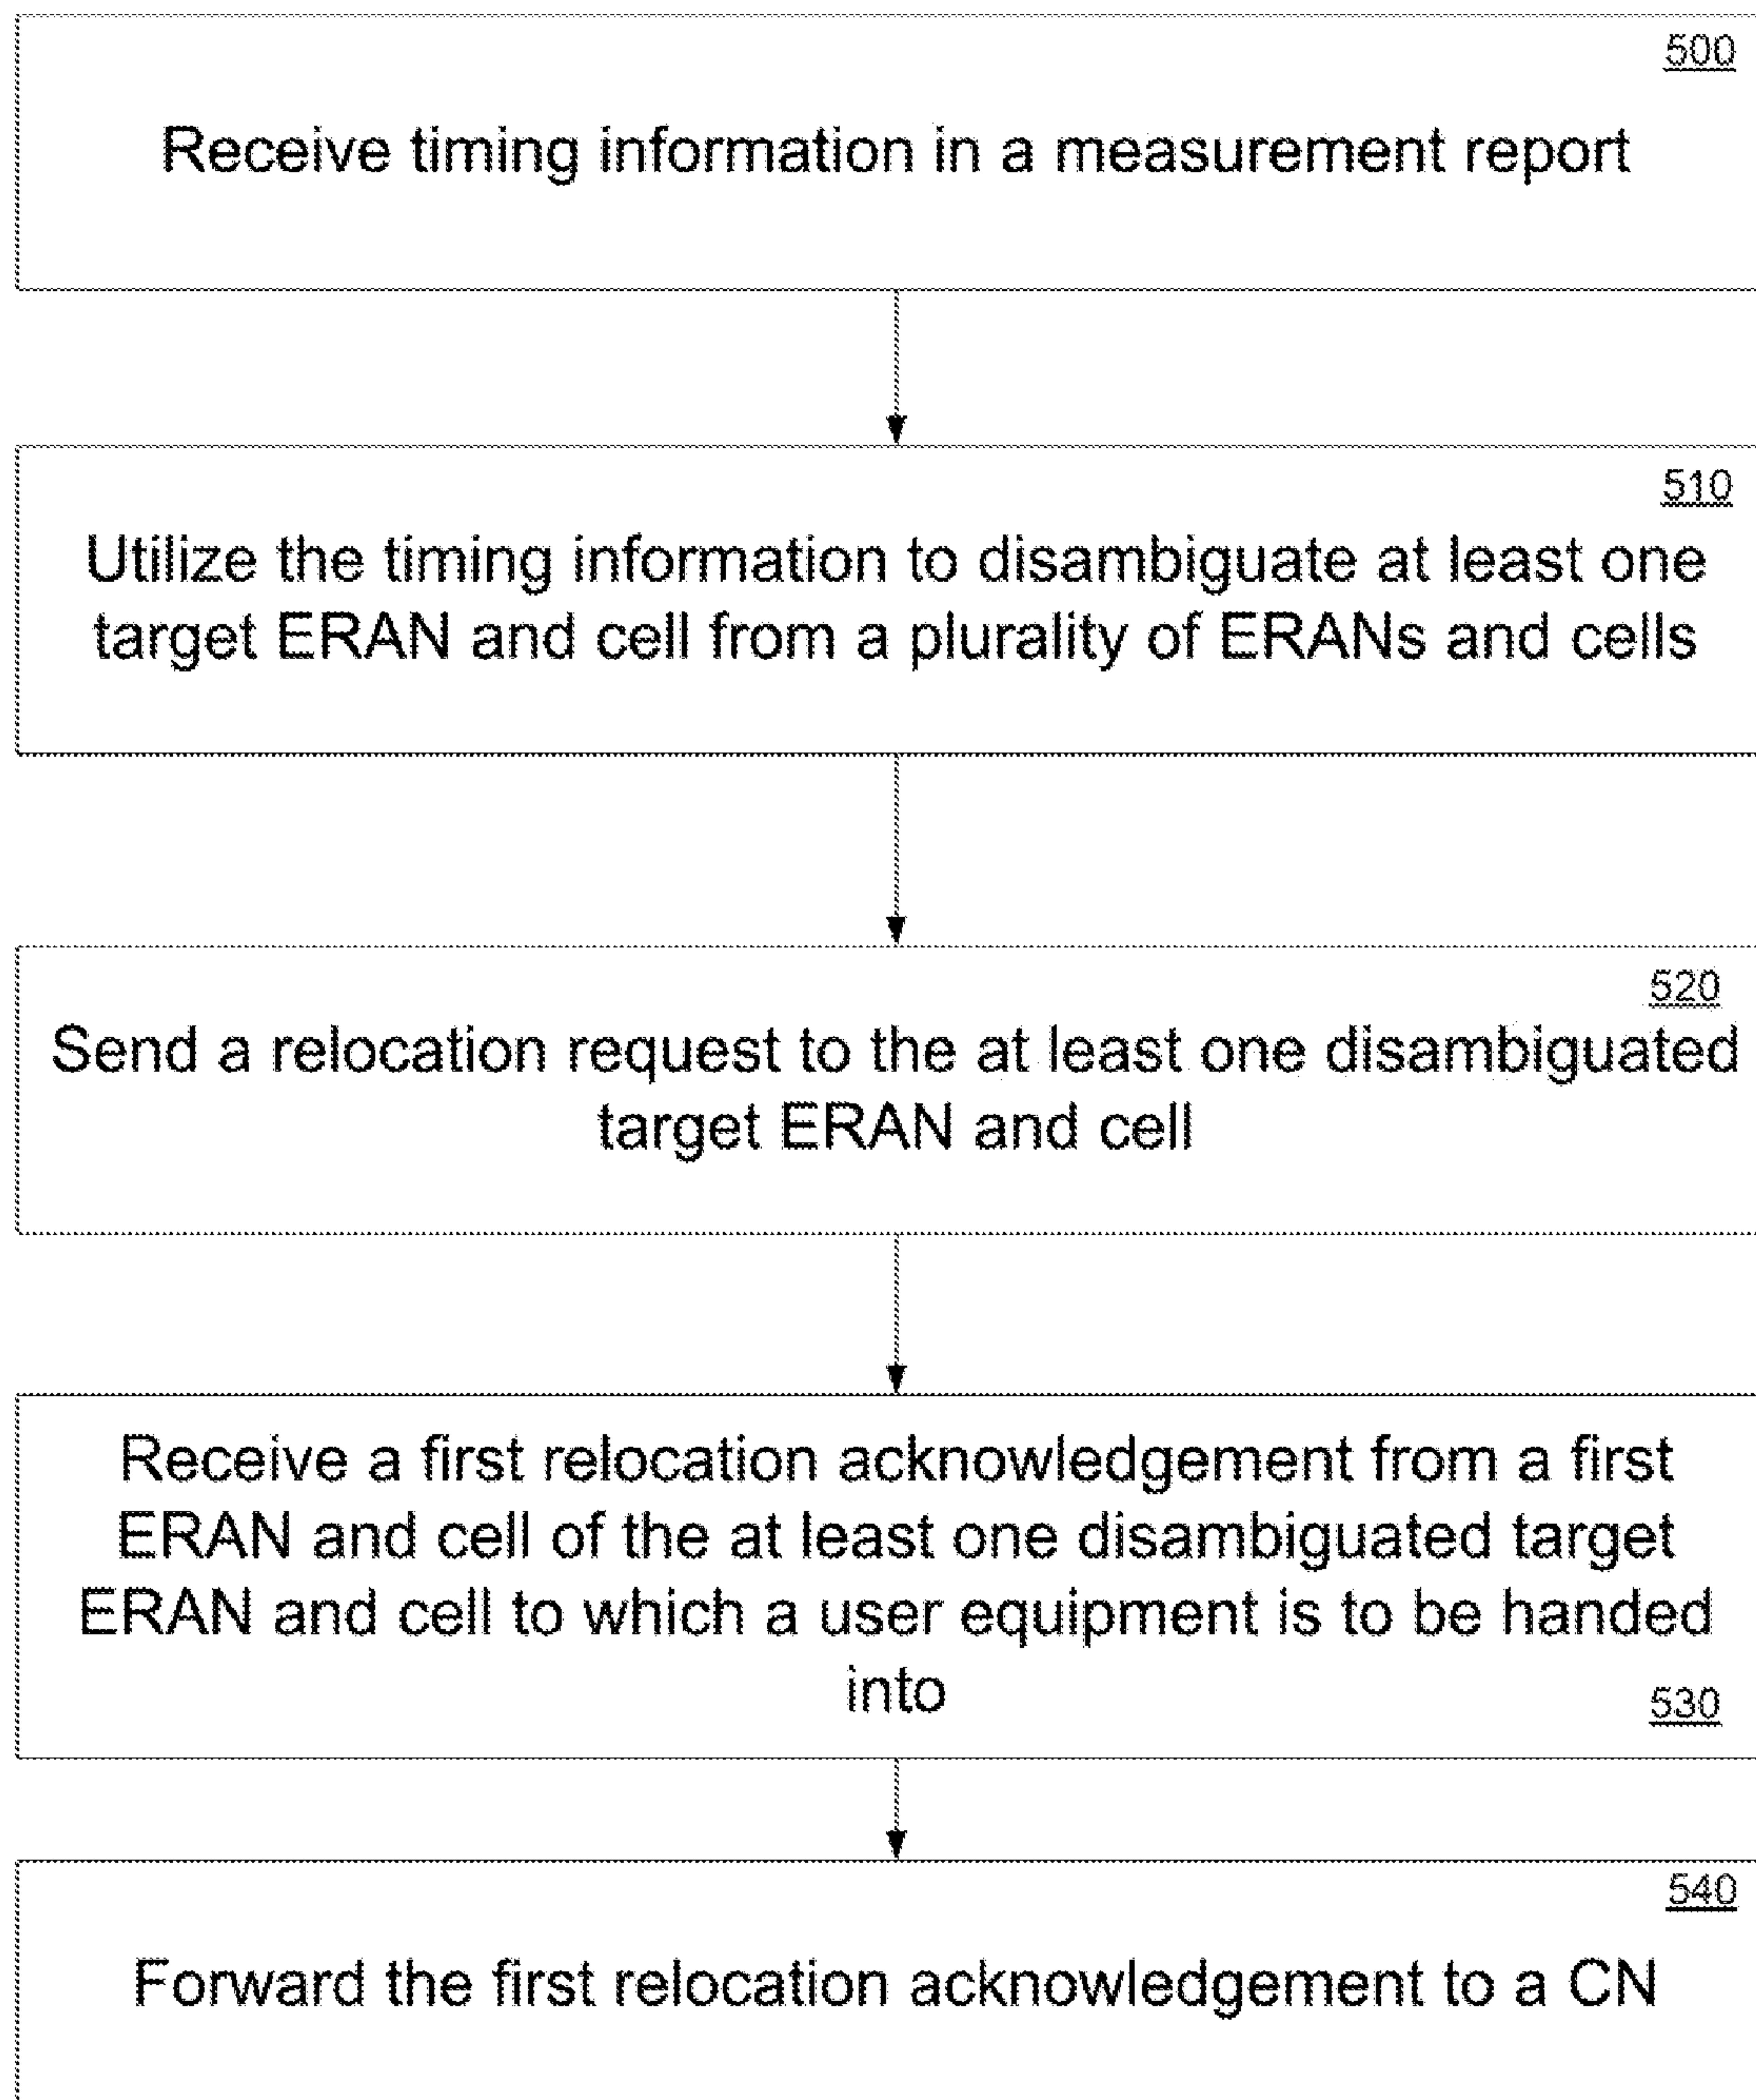 500
Receive timing information in a measurement report
510
Utilize the timing information to disambiguate at least one
target ERAN and cell from a plurality of ERANs and cells
520
Send a relocation request to the at least one disambiguated
target ERAN and cell
Receive a first relocation acknowledgement from a first
ERAN and cell of the at least one disambiguated target
ERAN and cell to which a user equipment is to be handed
into
530
540
Forward the first relocation acknowledgement to a CN